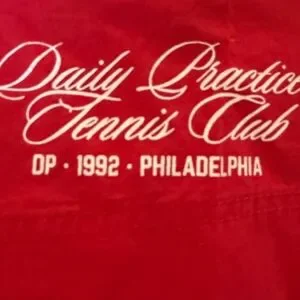 Daily Practice
Tennis Club
DP · 1992 · PHILADELPHIA